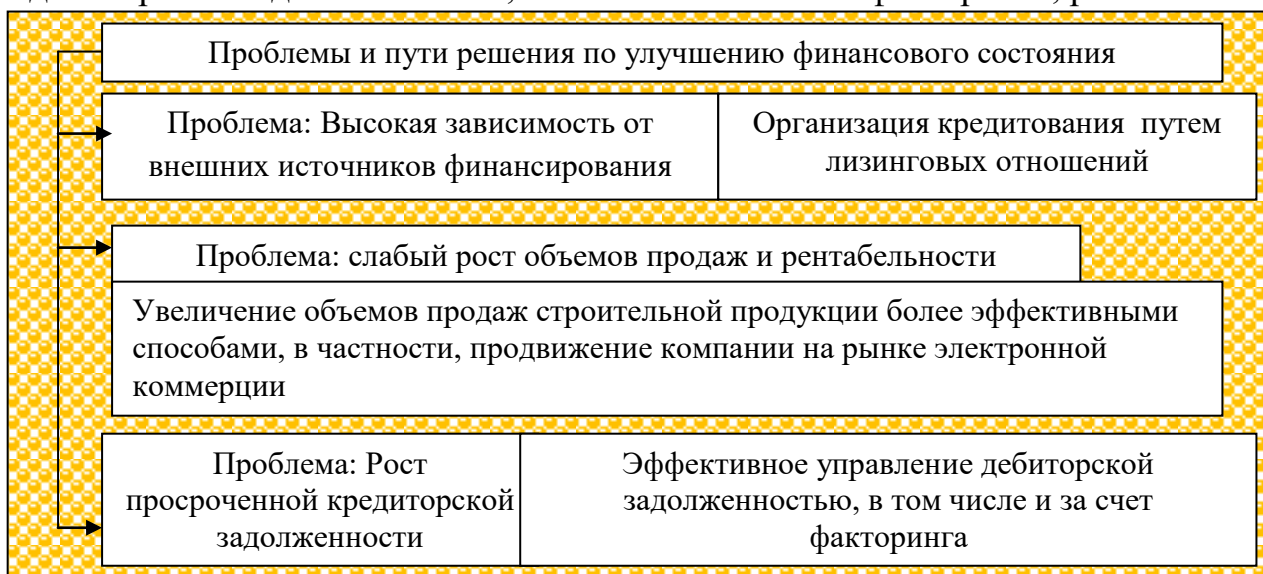 Проблемы и пути решения по улучшению финансового состояния
Проблема: Высокая зависимость от
внешних источников финансирования
Организация кредитования путем
лизинговых отношений
Проблема: слабый рост объемов продаж и рентабельности
Увеличение объемов продаж строительной продукции более эффективными
способами, в частности, продвижение компании на рынке электронной
коммерции
Проблема: Рост
просроченной кредиторской
задолженности
Эффективное управление дебиторской
задолженностью, в том числе и за счет
факторинга